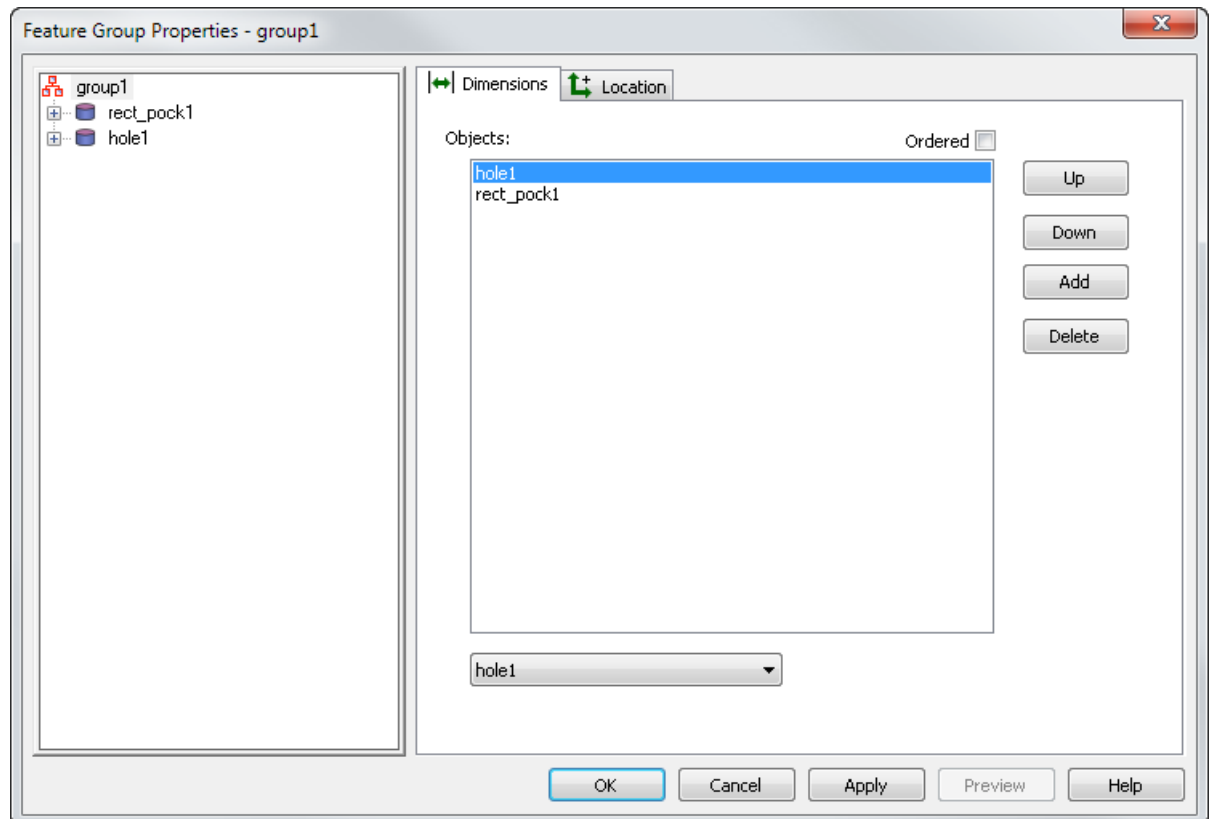 Feature Group Properties - group1
group1
rect_pock1
hole1
Dimensions
Location
Objects:
Ordered
hole1
rect_pock1
Up
Down
Add
Delete
hole1
OK
Cancel
Apply
Preview
Help